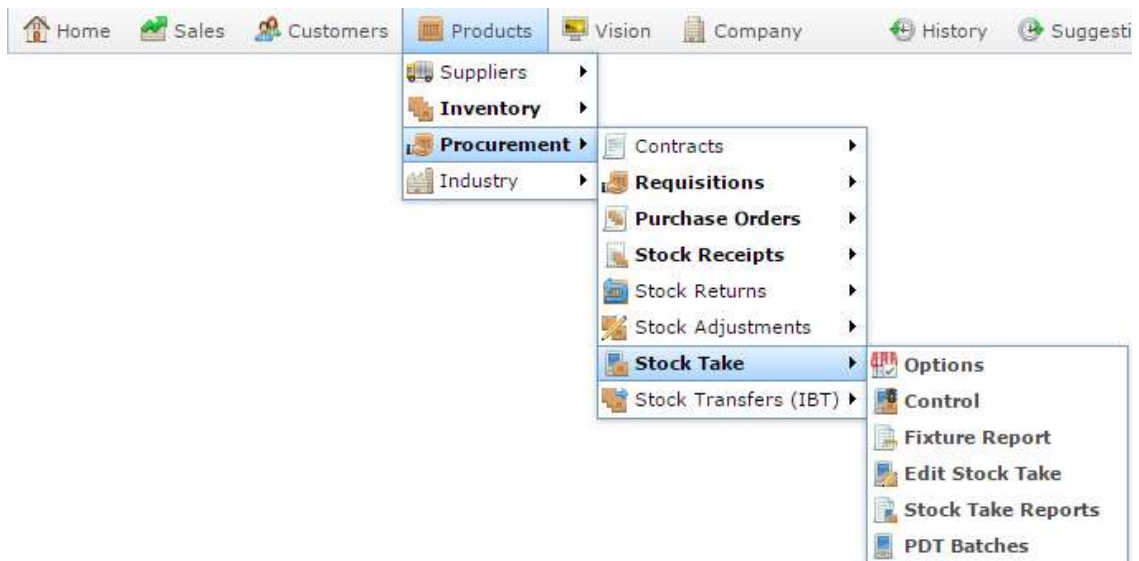 Home Sales Customers Products Vision Company History Suggesti
Suppliers
Inventory
Procurement
Industry
Contracts
Requisitions
Purchase Orders
Stock Receipts
Stock Returns
Stock Adjustments
Stock Take
Stock Transfers (IBT)
Options
Control
Fixture Report
Edit Stock Take
Stock Take Reports
PDT Batches